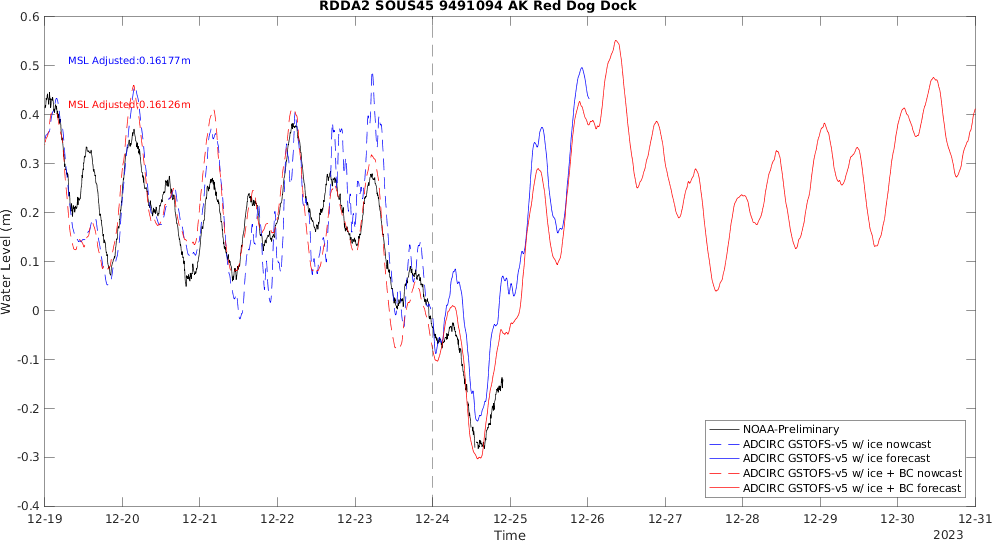 RDDA2 SOUS45 9491094 AK Red Dog Dock
0.6
0.5
0.4
0.3
0.2
0.1
0
-0.1
-0.2
-0.3
-0.4
Water Level (m)
MSL Adjusted:0.16177m
MSL Adjusted:0.16126m
NOAA-Preliminary
ADCIRC GSTOFS-v5 w/ ice nowcast
ADCIRC GSTOFS-v5 w/ ice forecast
ADCIRC GSTOFS-v5 w/ ice + BC nowcast
ADCIRC GSTOFS-v5 w/ ice + BC forecast
12-19 12-20 12-21 12-22 12-23 12-24 12-25 12-26 12-27 12-28 12-29 12-30 12-31
Time
2023